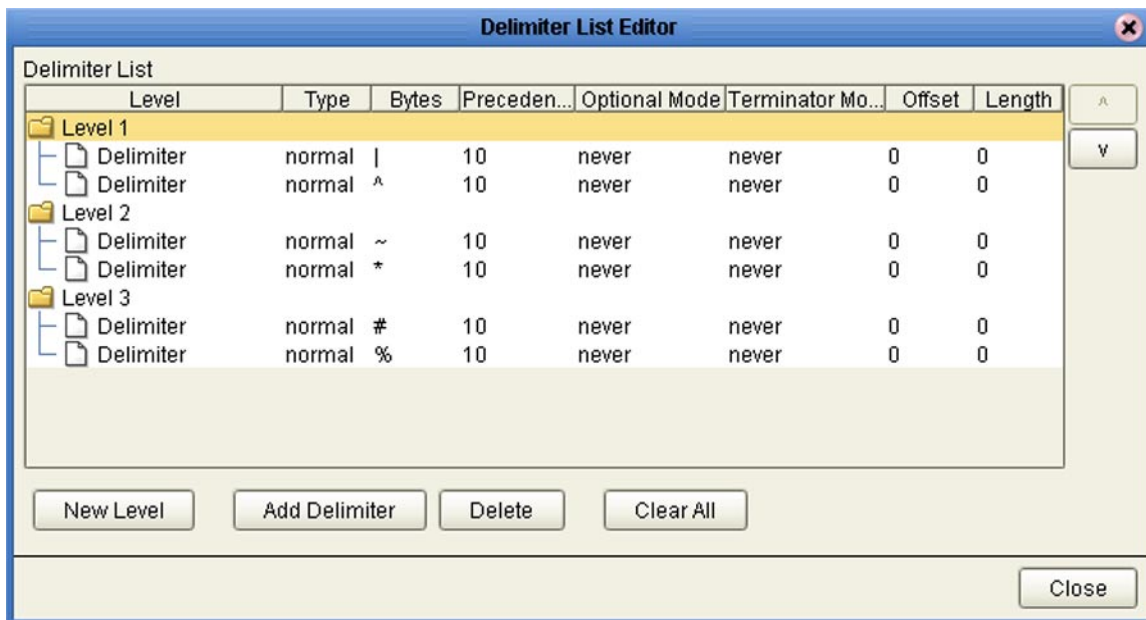 Delimiter List Editor
Delimiter List
Level Type Bytes Preceden... Optional Mode Terminator Mo... Offset Length
^
Level 1
v
Delimiter normal | 10 never never 0 0
Delimiter normal ^ 10 never never 0 0
Level 2
Delimiter normal ~ 10 never never 0 0
Delimiter normal * 10 never never 0 0
Level 3
Delimiter normal # 10 never never 0 0
Delimiter normal % 10 never never 0 0
New Level Add Delimiter Delete Clear All
Close